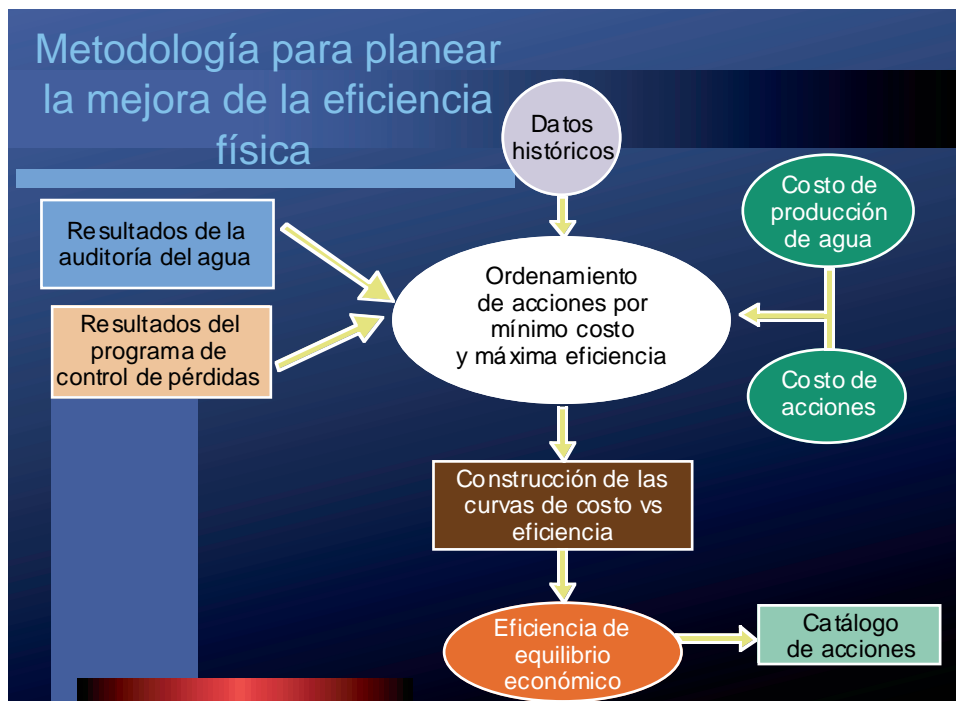 Metodología para planear
la mejora de la eficiencia
física
Datos
históricos
Costo de
producción
de agua
Resultados de la
auditoría del agua
Ordenamiento
de acciones por
mínimo costo
y máxima eficiencia
Resultados del
programa de
control de pérdidas
Costo de
acciones
Construcción de las
curvas de costo vs
eficiencia
Eficiencia de
equilibrio
económico
Catálogo
de acciones